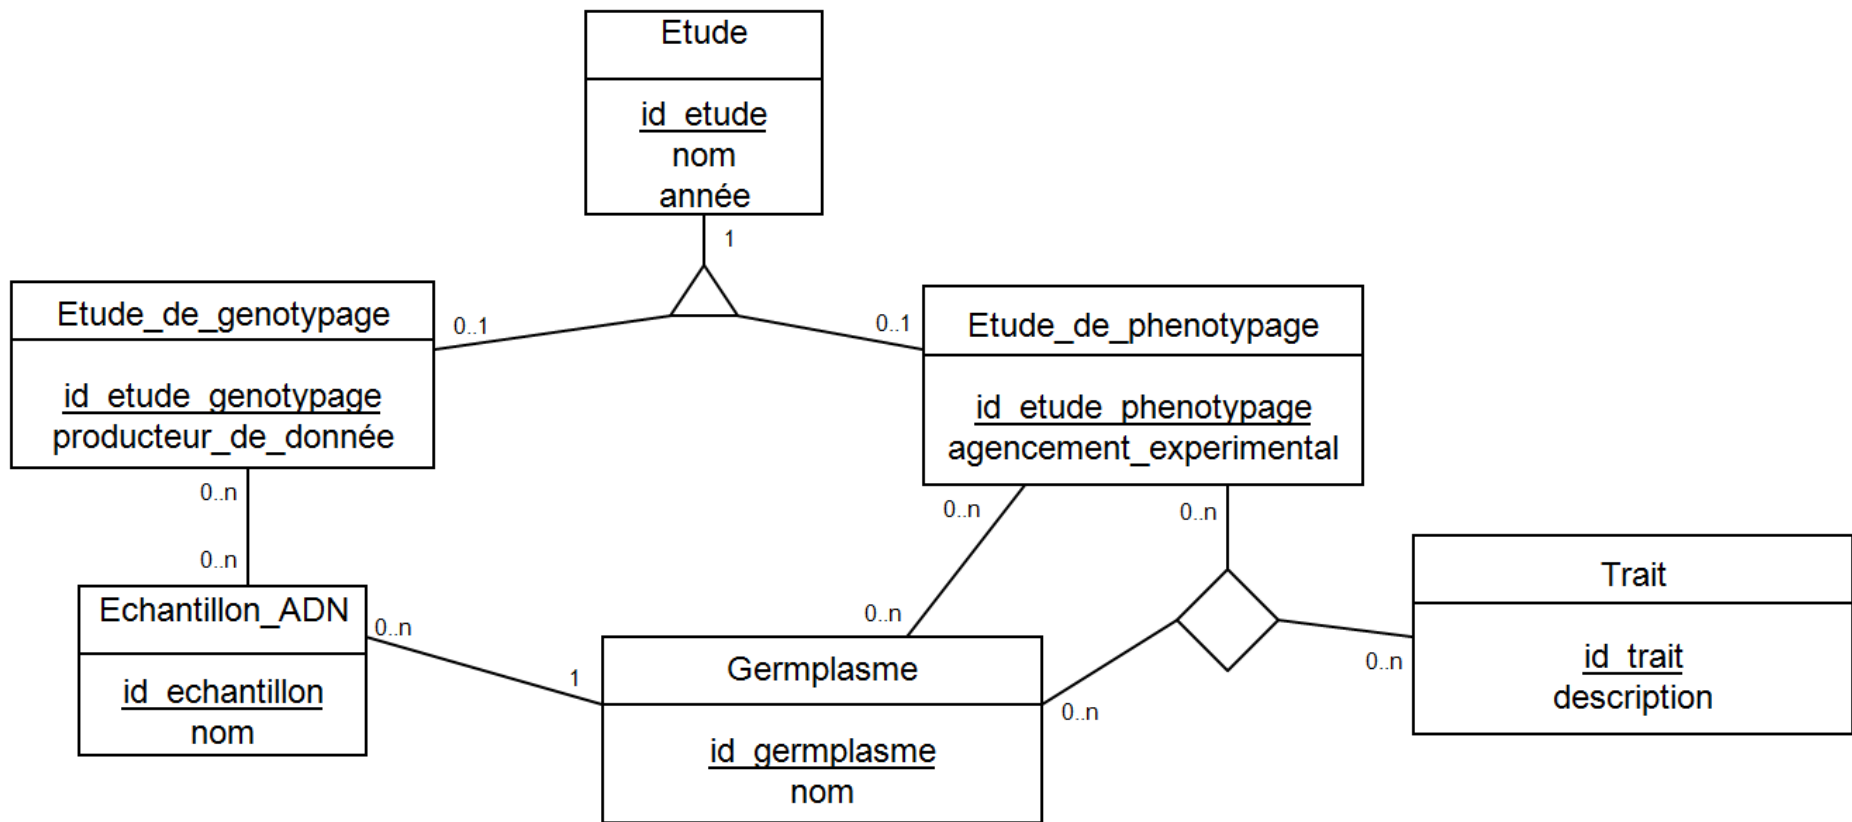 Etude
id_etude
nom
année
1
Etude_de_genotypage
id_etude_genotypage
producteur_de_donnée
0..1
0..1
Etude_de_phenotypage
id_etude_phenotypage
agencement_experimental
0..n
0..n
0..n
0..n
Echantillon_ADN
id_echantillon
nom
0..n
1
0..n
Germplasme
id_germplasme
nom
0..n
0..n
Trait
id_trait
description